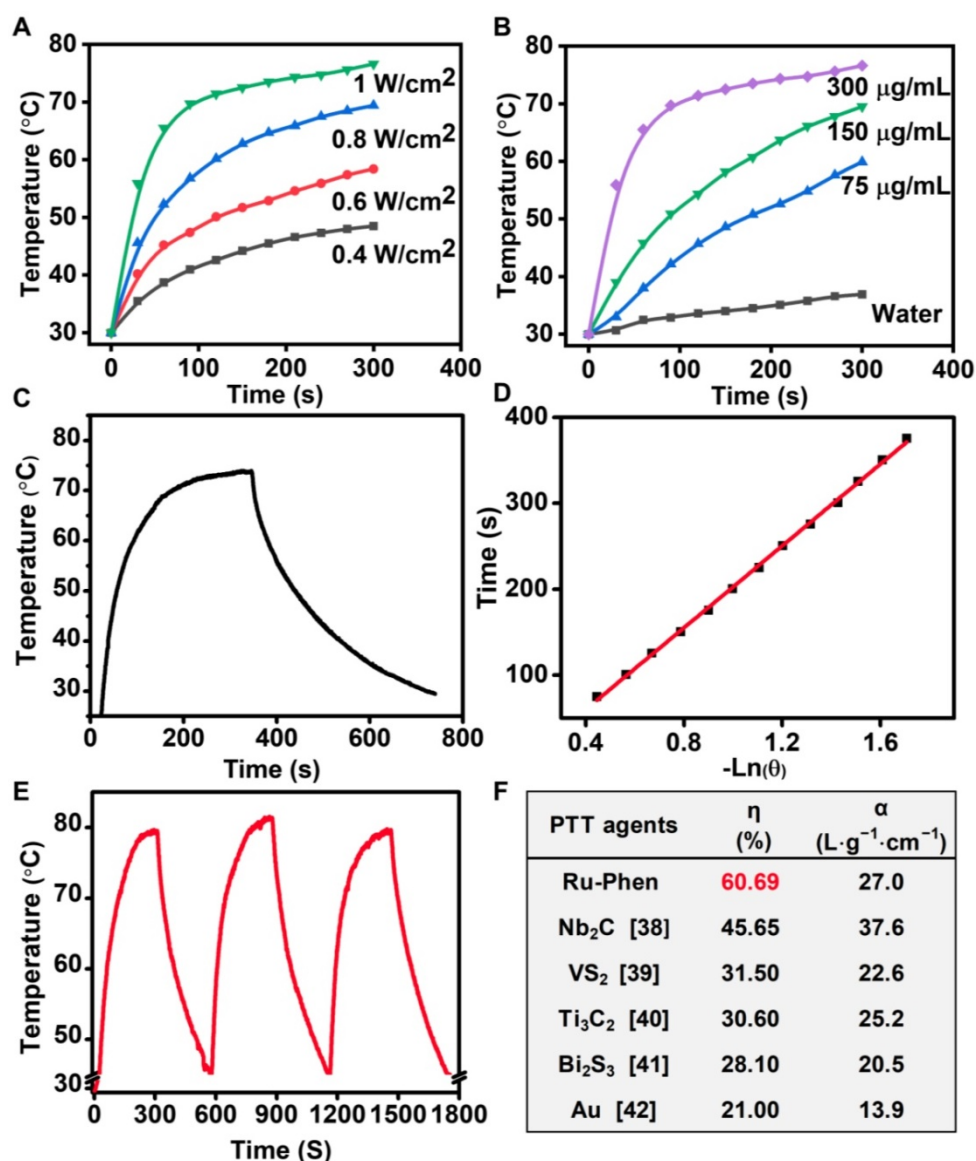 A
Temperature (°C)
80
70
60
50
40
30
1 W/cm2
0.8 W/cm2
0.6 W/cm2
0.4 W/cm2
0 100 200 300 400
Time (s)
B
Temperature (°C)
80
70
60
50
40
30
300 μg/mL
150 μg/mL
75 μg/mL
Water
0 100 200 300 400
Time (s)
C
Temperature (°C)
80
70
60
50
40
30
0 200 400 600 800
Time (s)
D
Time (s)
400
300
200
100
0.4 0.8 1.2 1.6
-Ln(θ)
E
Temperature (°C)
80
70
60
50
30
0 300 600 900 1200 1500 1800
Time (S)
F
PTT agents η (%) α (L·g⁻¹·cm⁻¹)
Ru-Phen 60.69 27.0
Nb₂C [38] 45.65 37.6
VS₂ [39] 31.50 22.6
Ti₃C₂ [40] 30.60 25.2
Bi₂S₃ [41] 28.10 20.5
Au [42] 21.00 13.9